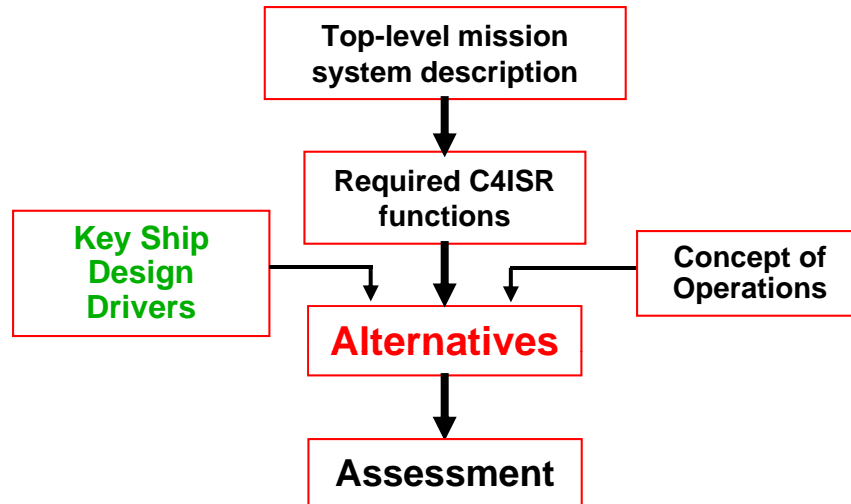 Top-level mission
system description
Required C4ISR
functions
Key Ship
Design
Drivers
Concept of
Operations
Alternatives
Assessment